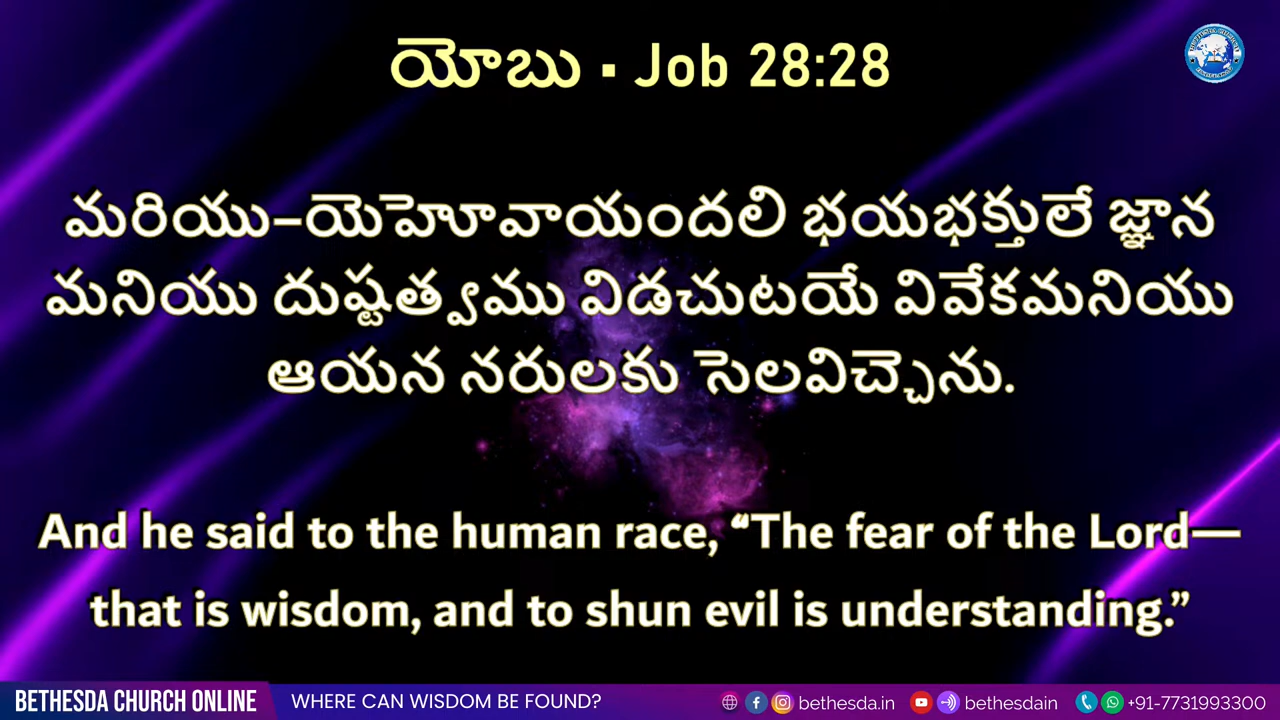 యోబు ▪ Job 28:28
మరియు–యెహోవాయందలి భయభక్తులే జ్ఞాన
మనియు దుష్టత్వము విడచుటయే వివేకమనియు
ఆయన నరులకు సెలవిచ్చెను.
And he said to the human race, “The fear of the Lord—
that is wisdom, and to shun evil is understanding.”
BETHESDA CHURCH ONLINE WHERE CAN WISDOM BE FOUND? bethesda.in bethesdain +91-7731993300